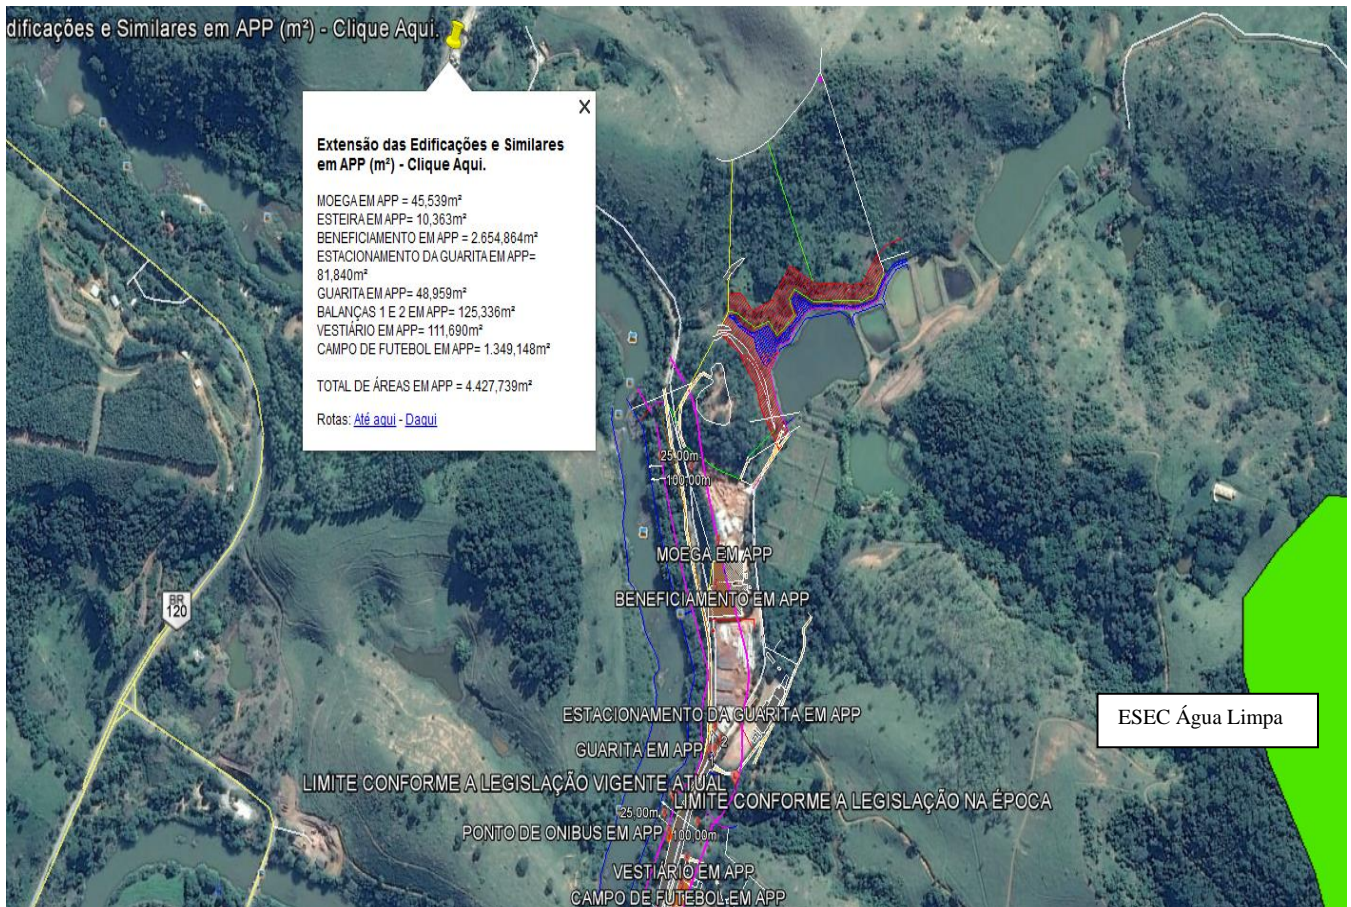 dificações e Similares em APP (m²) - Clique Aqui.
X
Extensão das Edificações e Similares
em APP (m²) - Clique Aqui.
MOEGA EM APP = 45,539m²
ESTEIRA EM APP= 10,363m²
BENEFICIAMENTO EM APP = 2.654,864m²
ESTACIONAMENTO DA GUARITA EM APP=
81,840m²
GUARITA EM APP= 48,959m²
BALANÇAS 1 E 2 EM APP= 125,336m²
VESTIÁRIO EM APP= 111,690m²
CAMPO DE FUTEBOL EM APP= 1.349,148m²
TOTAL DE ÁREAS EM APP = 4.427,739m²
Rotas: Até aqui - Daqui
25,00m
100,00m
MOEGA EM APP
BENEFICIAMENTO EM APP
BR
120
ESEC Água Limpa
ESTACIONAMENTO DA GUARITA EM APP
GUARITA EM APP
2
LIMITE CONFORME A LEGISLAÇÃO VIGENTE ATUAL
LIMITE CONFORME A LEGISLAÇÃO NA ÉPOCA
25,00m
PONTO DE ONIBUS EM APP
100,00m
VESTIÁRIO EM APP
CAMPO DE FUTEBOL EM APP